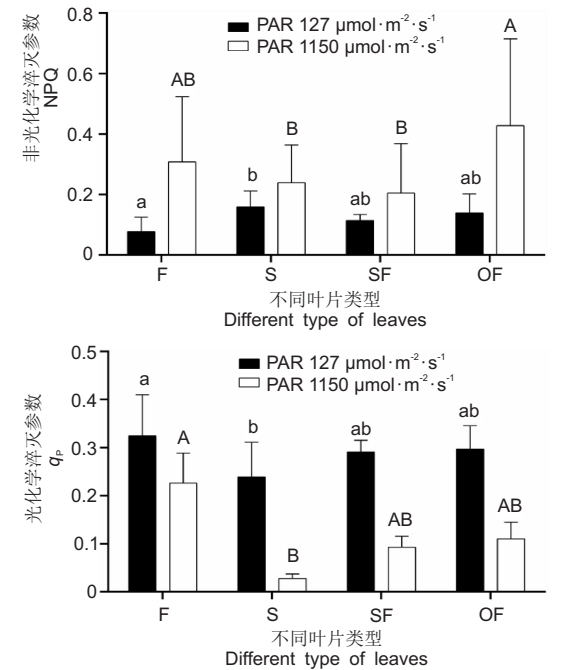 0.8
PAR 127 μmol·m⁻²·s⁻¹
PAR 1150 μmol·m⁻²·s⁻¹
A
AB
0.6
非光化学淬灭参数
NPQ
B
B
0.4
a
b
ab
ab
0.2
0
F S SF OF
不同叶片类型
Different type of leaves
0.5
PAR 127 μmol·m⁻²·s⁻¹
PAR 1150 μmol·m⁻²·s⁻¹
a
0.4
A
b
ab
ab
光化学淬灭参数
qP
0.3
0.2
B
AB
AB
0.1
0
F S SF OF
不同叶片类型
Different type of leaves